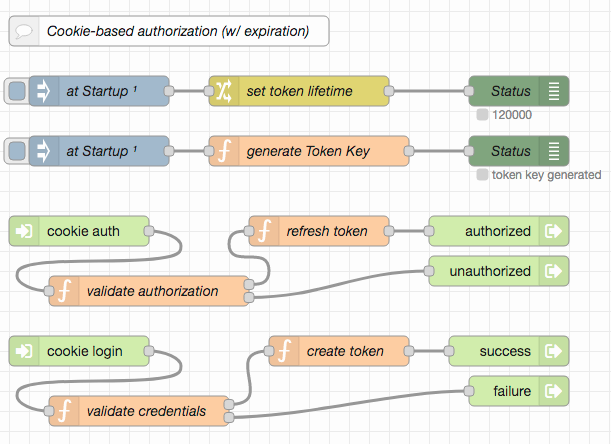 Cookie-based authorization (w/ expiration)
at Startup ¹
set token lifetime
Status
120000
at Startup ¹
generate Token Key
Status
token key generated
cookie auth
refresh token
authorized
unauthorized
validate authorization
cookie login
create token
success
failure
validate credentials